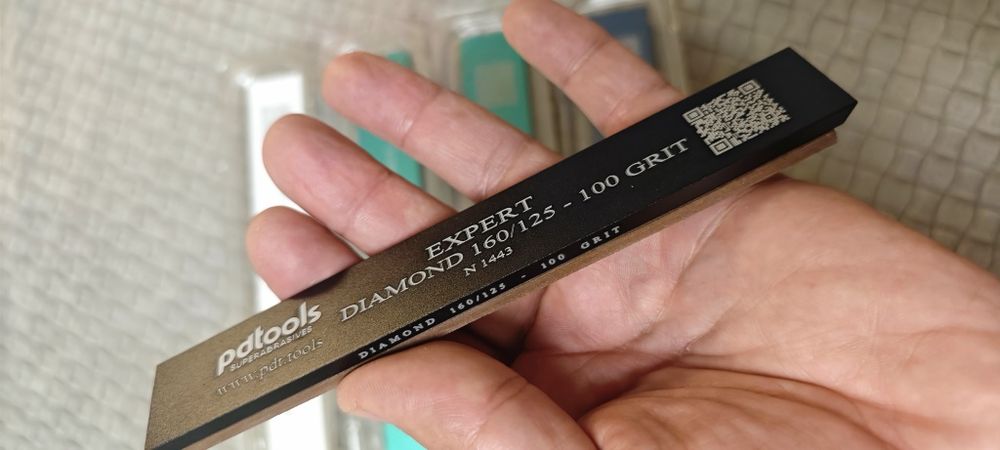 EXPERT
DIAMOND 160/125 - 100 GRIT
N 1443
pdtools
SUPERABRASIVES
www.pdt.tools
DIAMOND 160/125 - 100 GRIT